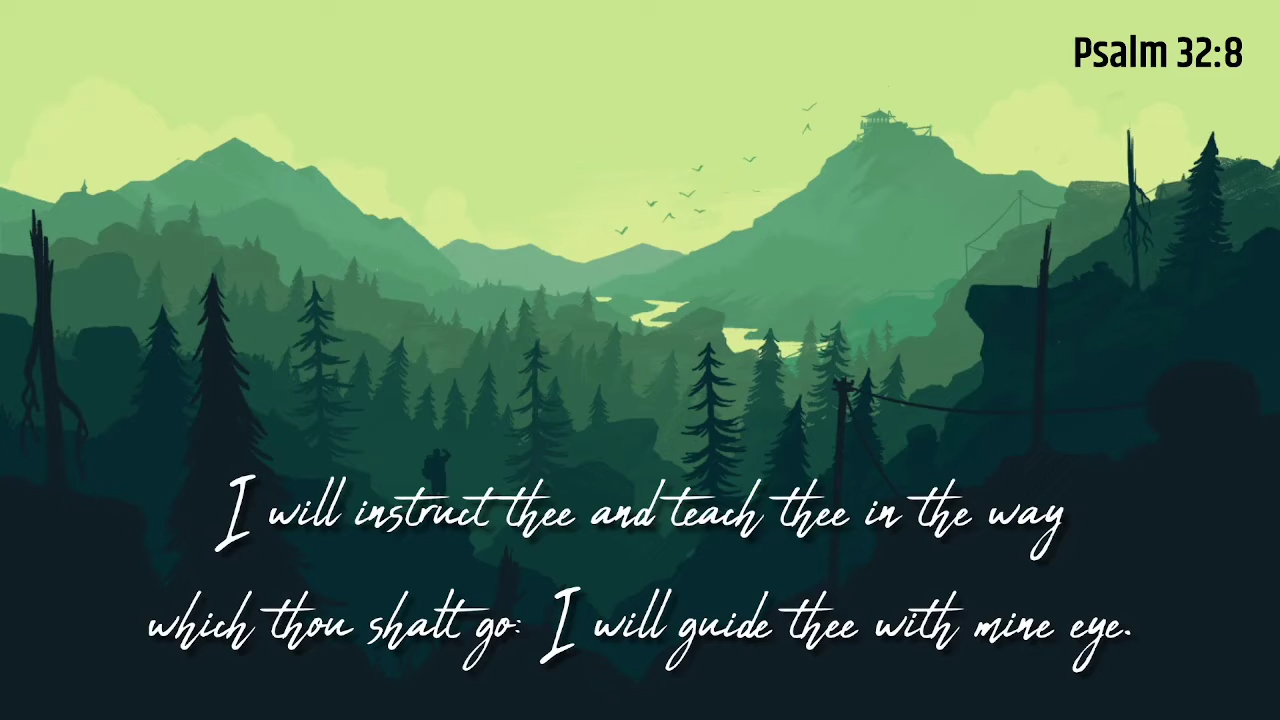 Psalm 32:8
I will instruct thee and teach thee in the way
which thou shalt go: I will guide thee with mine eye.